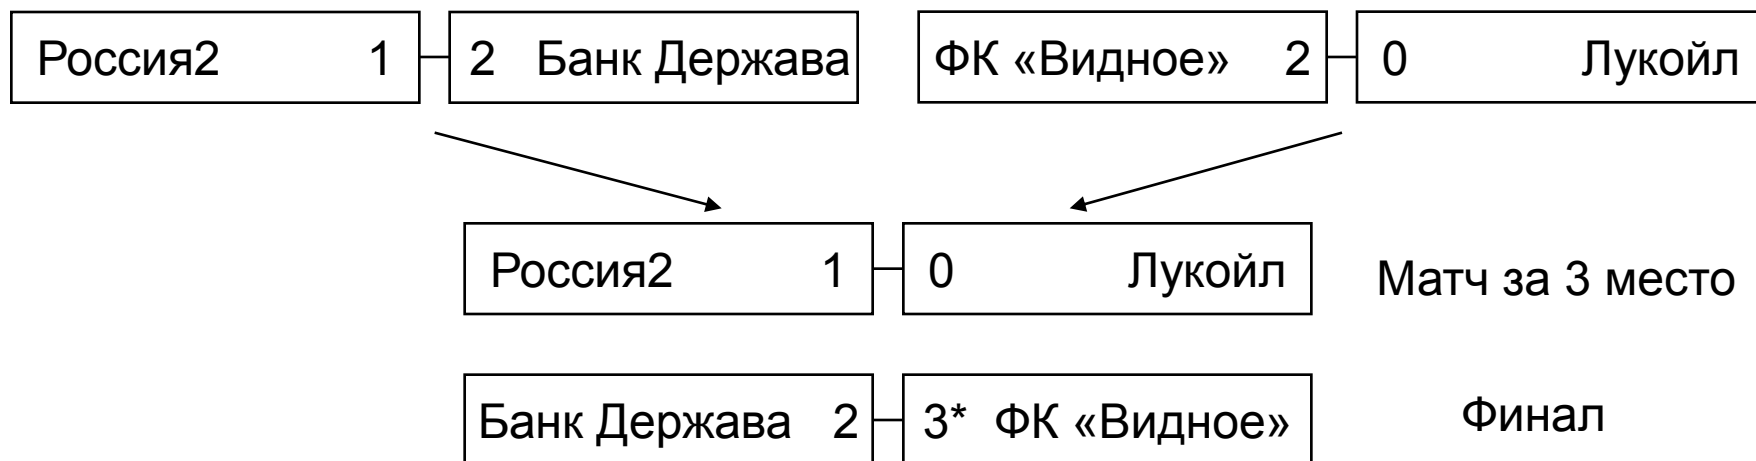 Россия2 1 2 Банк Держава ФК «Видное» 2 0 Лукойл
Россия2 1 0 Лукойл Матч за 3 место
Банк Держава 2 3* ФК «Видное» Финал